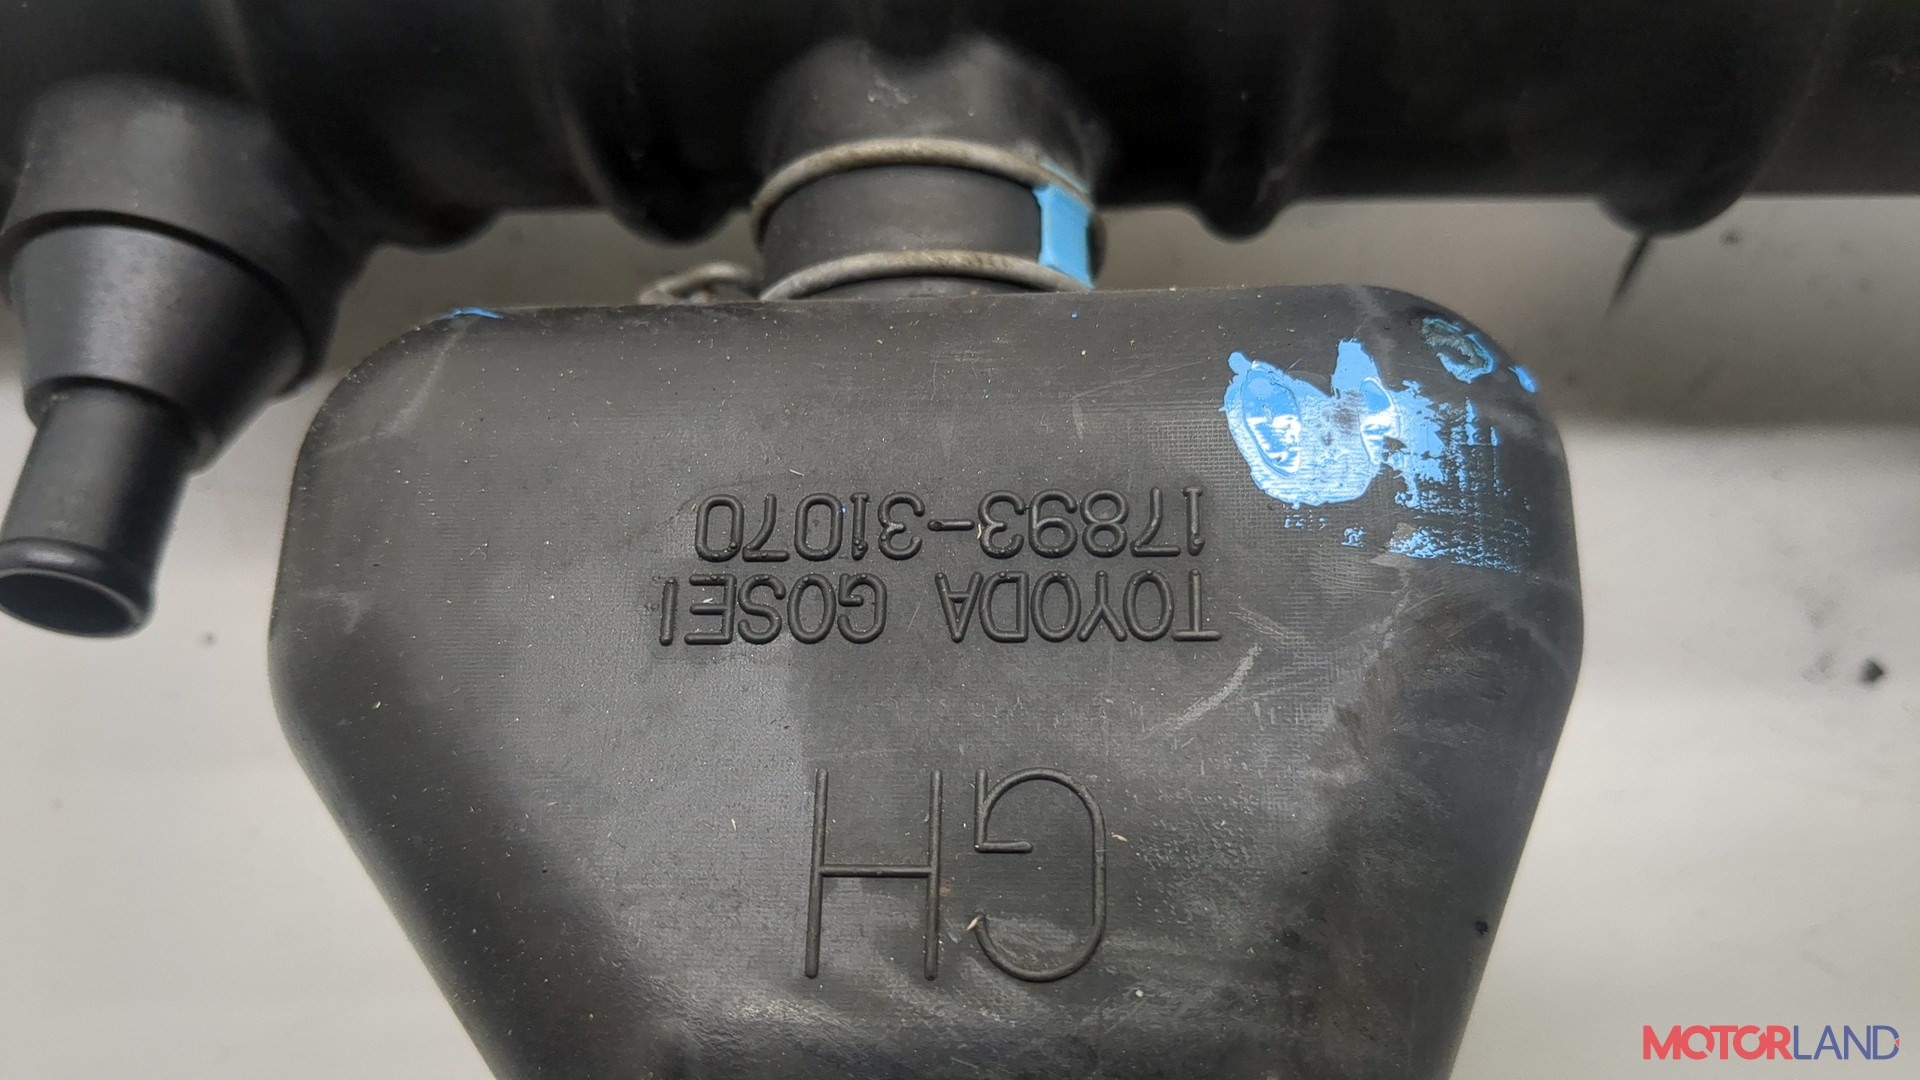 GH
TOYODA GOSEI
17893-31070
MOTORLAND